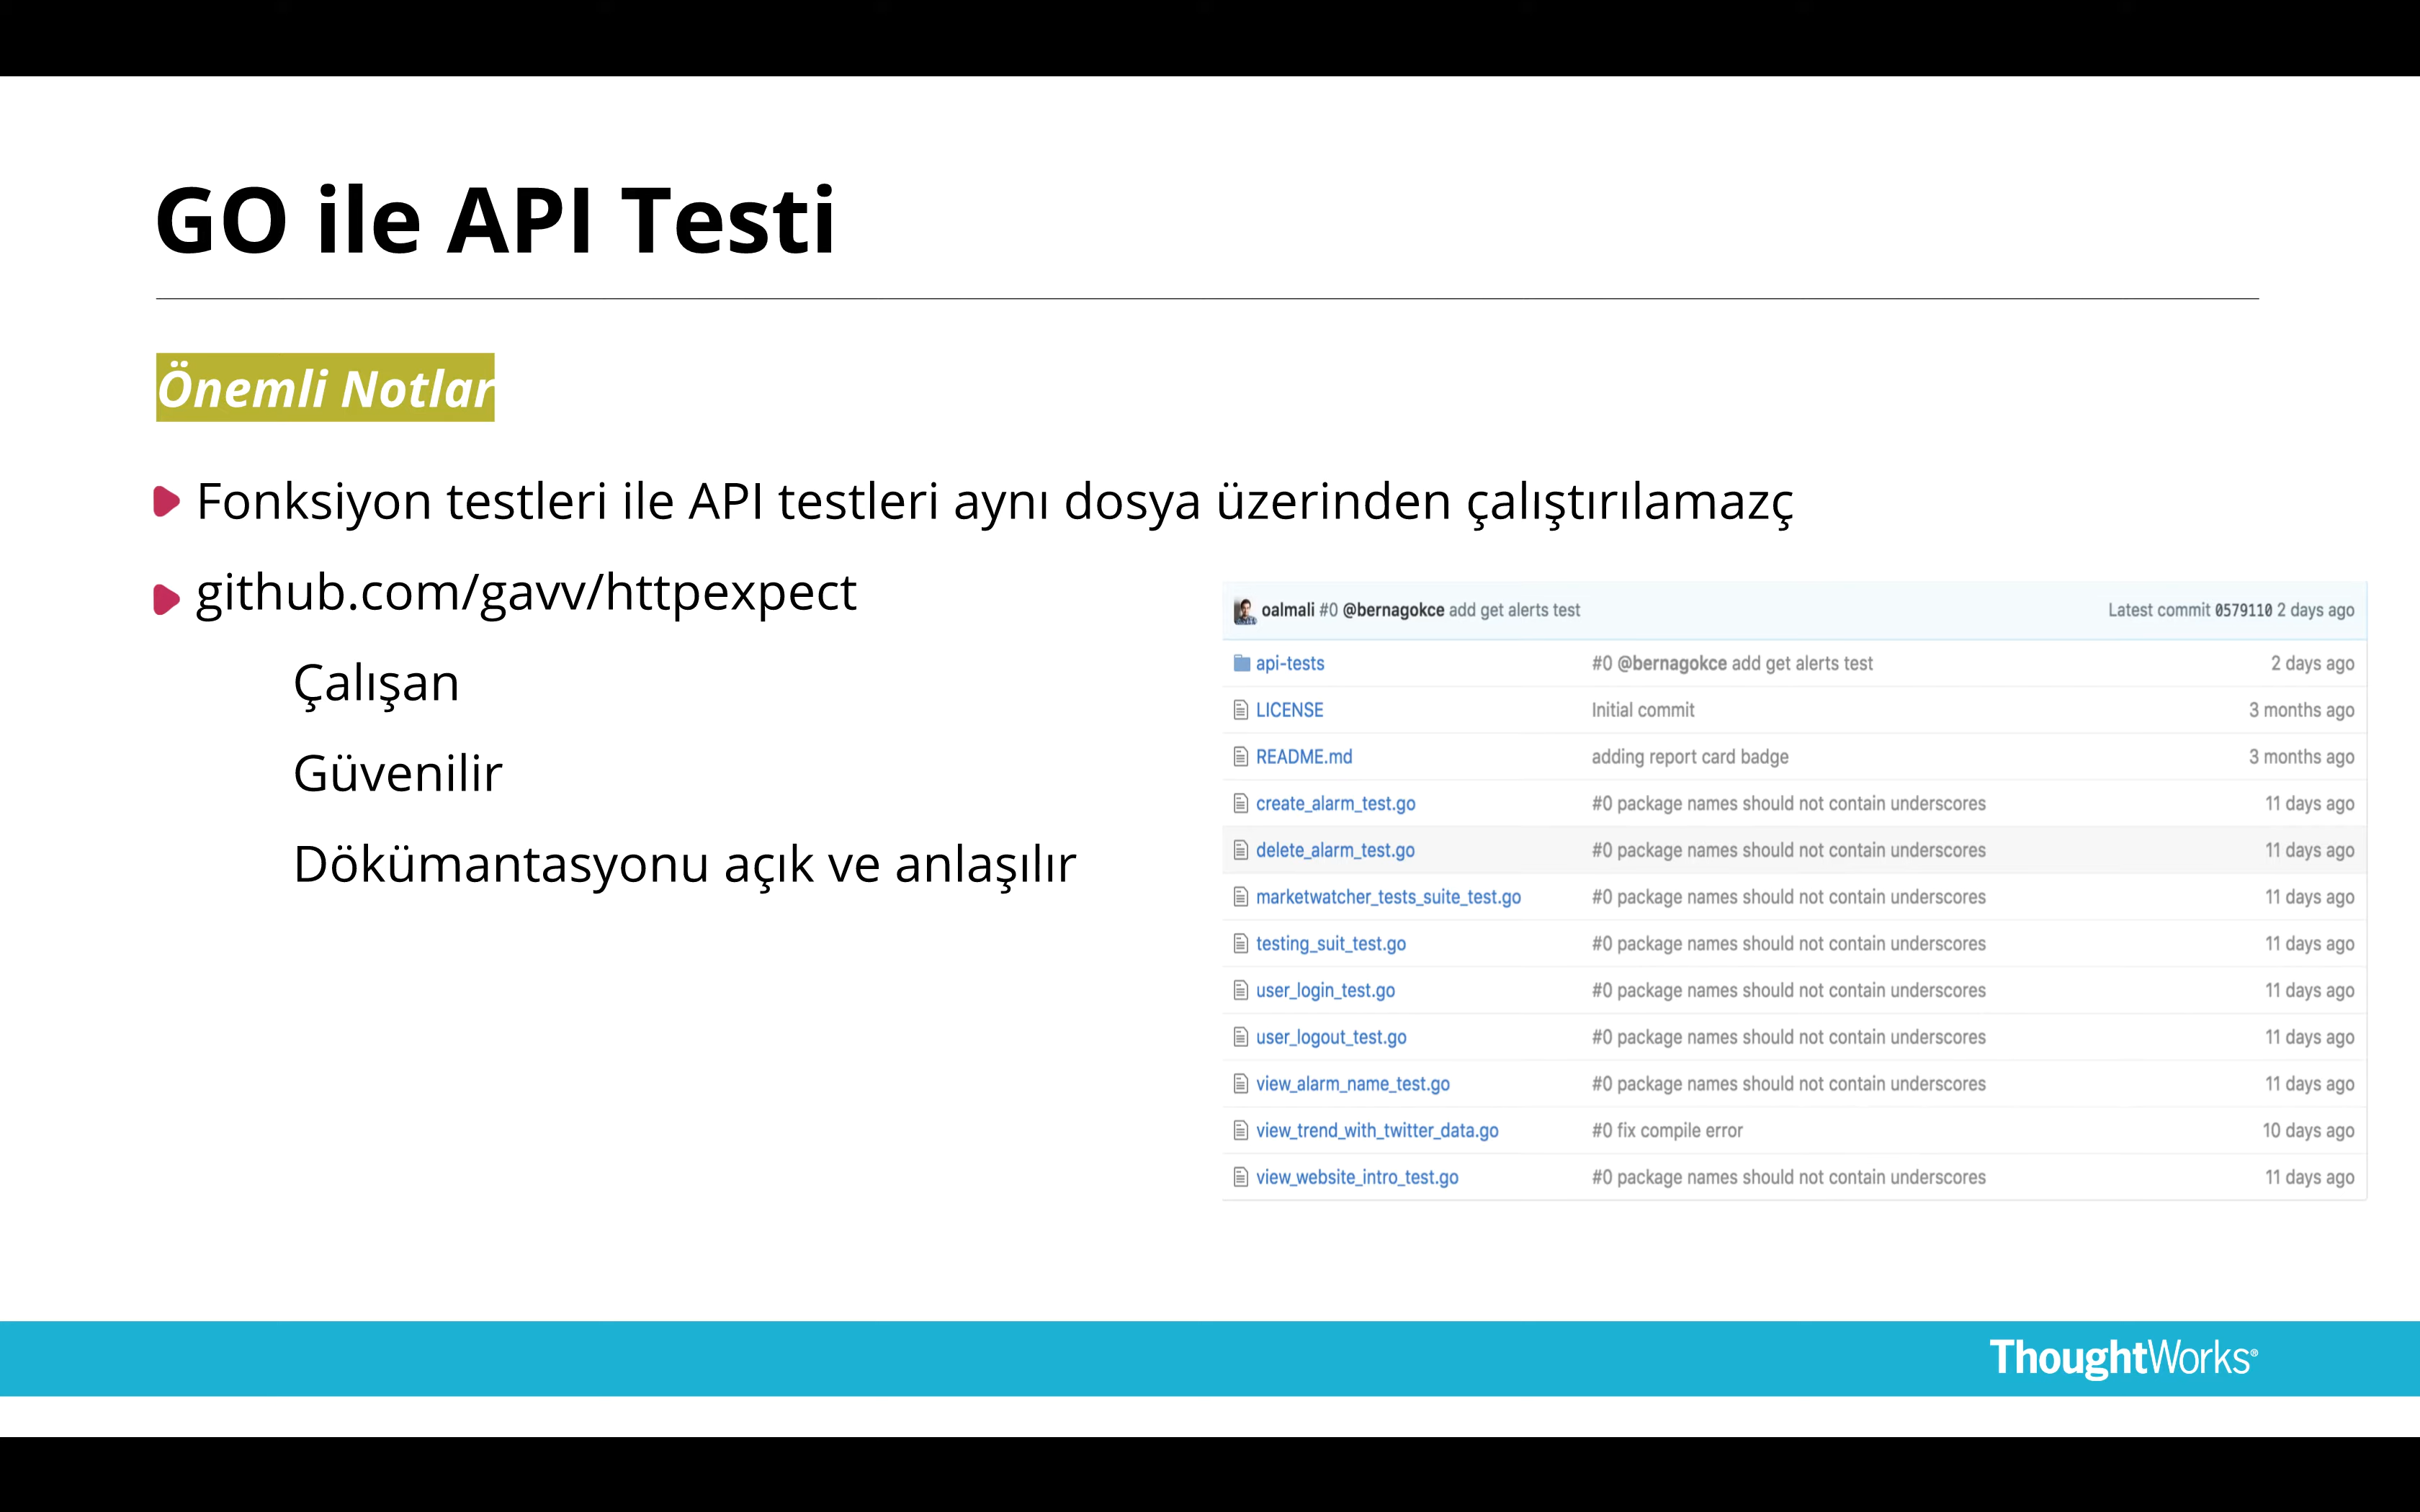 GO ile API Testi
Önemli Notlar
Fonksiyon testleri ile API testleri aynı dosya üzerinden çalıştırılamazç
github.com/gavv/httpexpect
Çalışan
Güvenilir
Dökümantasyonu açık ve anlaşılır
oalmali #0 @bernagokce add get alerts test Latest commit 0579110 2 days ago
api-tests #0 @bernagokce add get alerts test 2 days ago
LICENSE Initial commit 3 months ago
README.md adding report card badge 3 months ago
create_alarm_test.go #0 package names should not contain underscores 11 days ago
delete_alarm_test.go #0 package names should not contain underscores 11 days ago
marketwatcher_tests_suite_test.go #0 package names should not contain underscores 11 days ago
testing_suit_test.go #0 package names should not contain underscores 11 days ago
user_login_test.go #0 package names should not contain underscores 11 days ago
user_logout_test.go #0 package names should not contain underscores 11 days ago
view_alarm_name_test.go #0 package names should not contain underscores 11 days ago
view_trend_with_twitter_data.go #0 fix compile error 10 days ago
view_website_intro_test.go #0 package names should not contain underscores 11 days ago
ThoughtWorks®